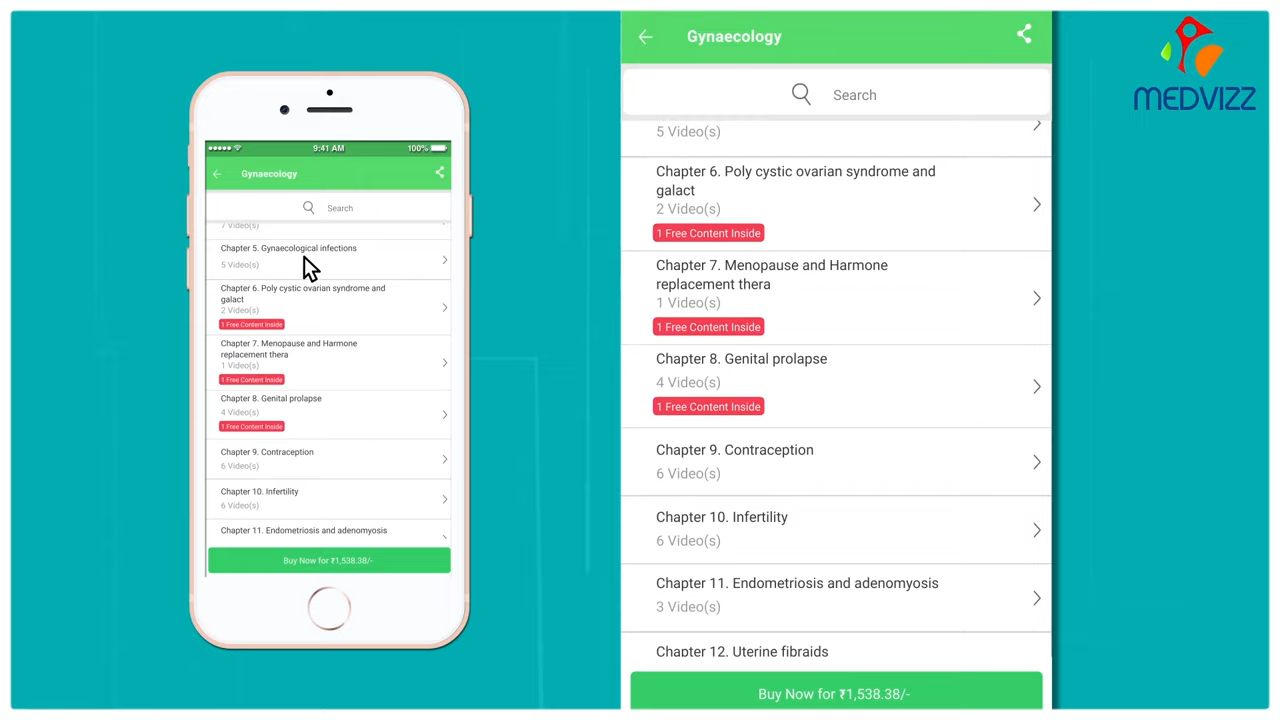 9:41 AM
100%
Gynaecology
Search
7 Video(s)
Chapter 5. Gynaecological infections
5 Video(s)
Chapter 6. Poly cystic ovarian syndrome and
galact
2 Video(s)
1 Free Content Inside
Chapter 7. Menopause and Harmone
replacement thera
1 Video(s)
1 Free Content Inside
Chapter 8. Genital prolapse
4 Video(s)
1 Free Content Inside
Chapter 9. Contraception
6 Video(s)
Chapter 10. Infertility
6 Video(s)
Chapter 11. Endometriosis and adenomyosis
Buy Now for ₹1,538.38/-
Gynaecology
Search
5 Video(s)
Chapter 6. Poly cystic ovarian syndrome and
galact
2 Video(s)
1 Free Content Inside
Chapter 7. Menopause and Harmone
replacement thera
1 Video(s)
1 Free Content Inside
Chapter 8. Genital prolapse
4 Video(s)
1 Free Content Inside
Chapter 9. Contraception
6 Video(s)
Chapter 10. Infertility
6 Video(s)
Chapter 11. Endometriosis and adenomyosis
3 Video(s)
Chapter 12. Uterine fibraids
Buy Now for ₹1,538.38/-
MEDVIZZ